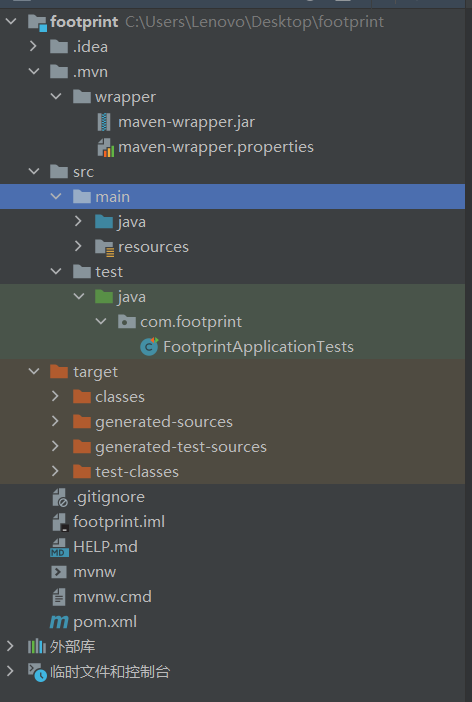 footprint C:\Users\Lenovo\Desktop\footprint
.idea
.mvn
wrapper
maven-wrapper.jar
maven-wrapper.properties
src
main
java
resources
test
java
com.footprint
FootprintApplicationTests
target
classes
generated-sources
generated-test-sources
test-classes
.gitignore
footprint.iml
HELP.md
mvnw
mvnw.cmd
pom.xml
外部库
临时文件和控制台